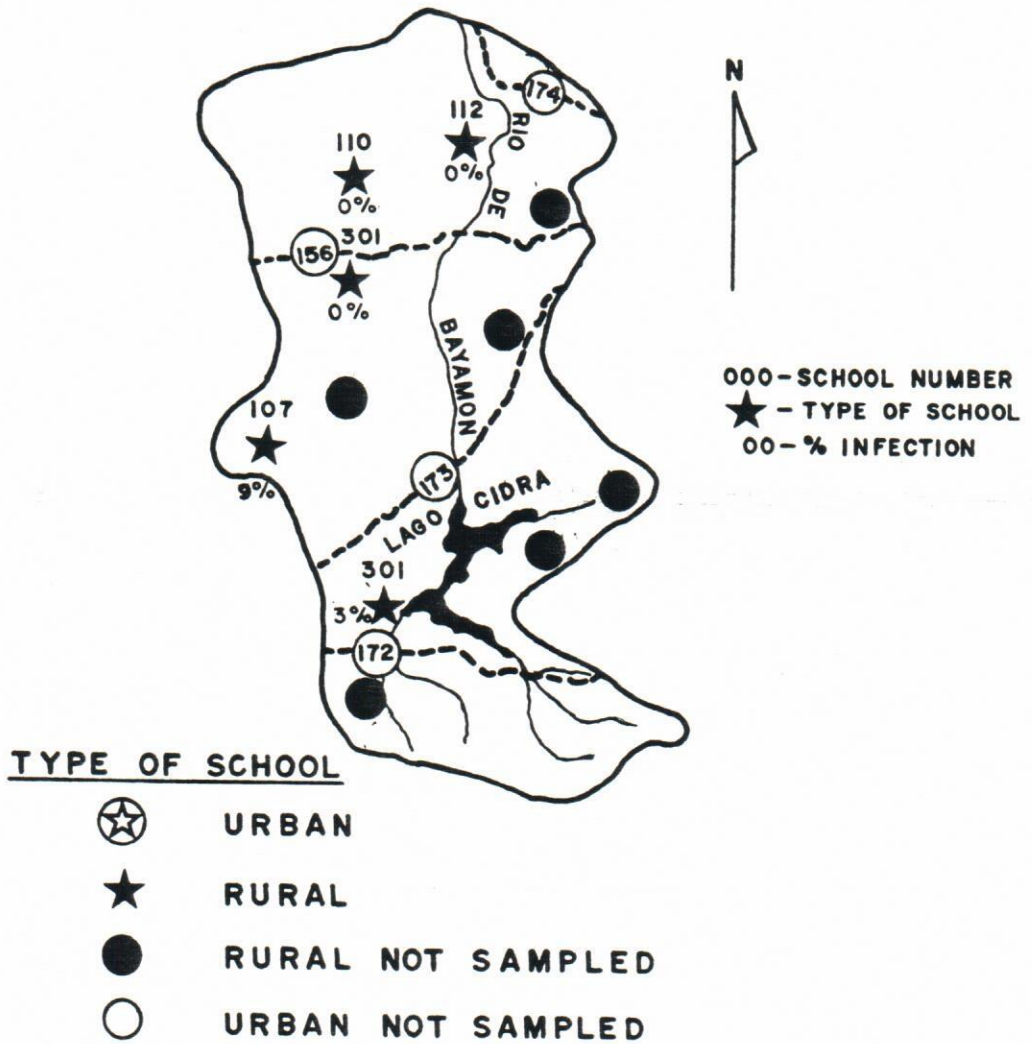 N
174
RIO
DE
BAYAMON
112
0%
110
0%
156
301
0%
107
9%
173
LAGO CIDRA
301
3%
172
000-SCHOOL NUMBER
★ - TYPE OF SCHOOL
00-% INFECTION
TYPE OF SCHOOL
URBAN
RURAL
RURAL NOT SAMPLED
URBAN NOT SAMPLED